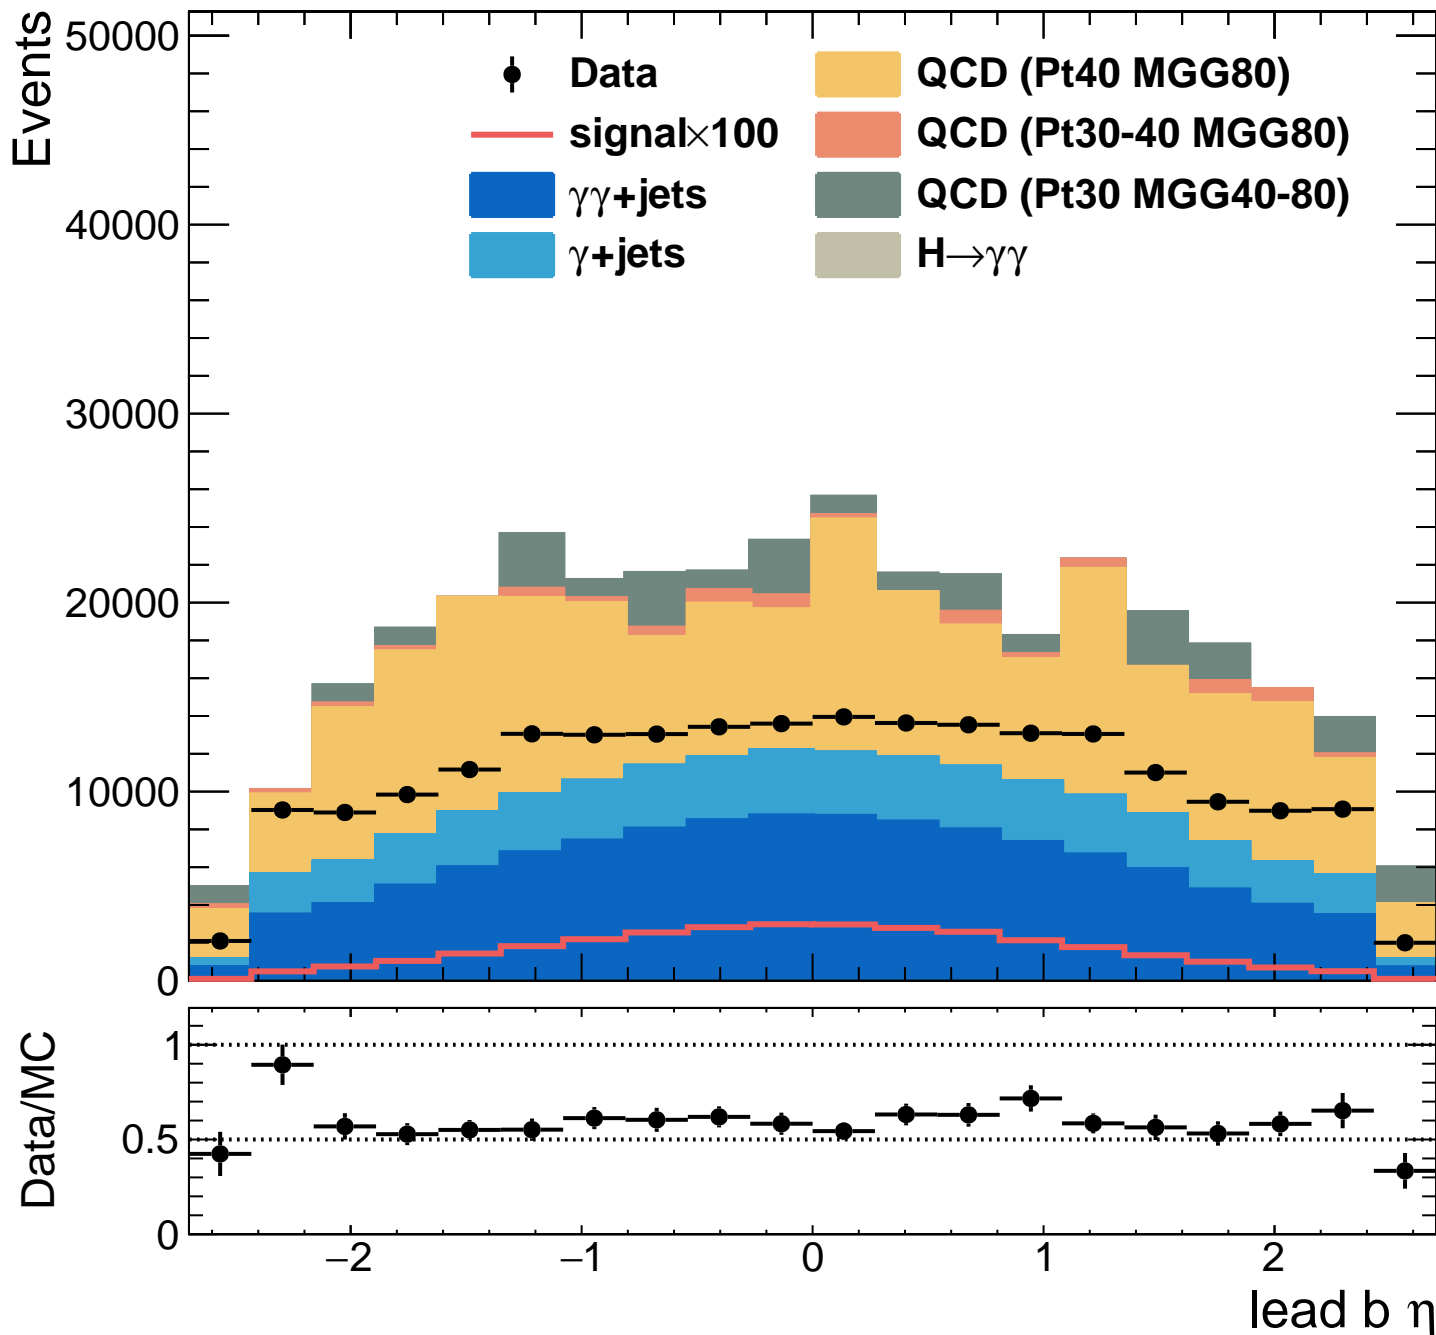 Events
50000
40000
30000
20000
10000
0
Data
signal×100
γγ+jets
γ+jets
QCD (Pt40 MGG80)
QCD (Pt30-40 MGG80)
QCD (Pt30 MGG40-80)
H→γγ
Data/MC
1
0.5
0
−2 −1 0 1 2
lead b η